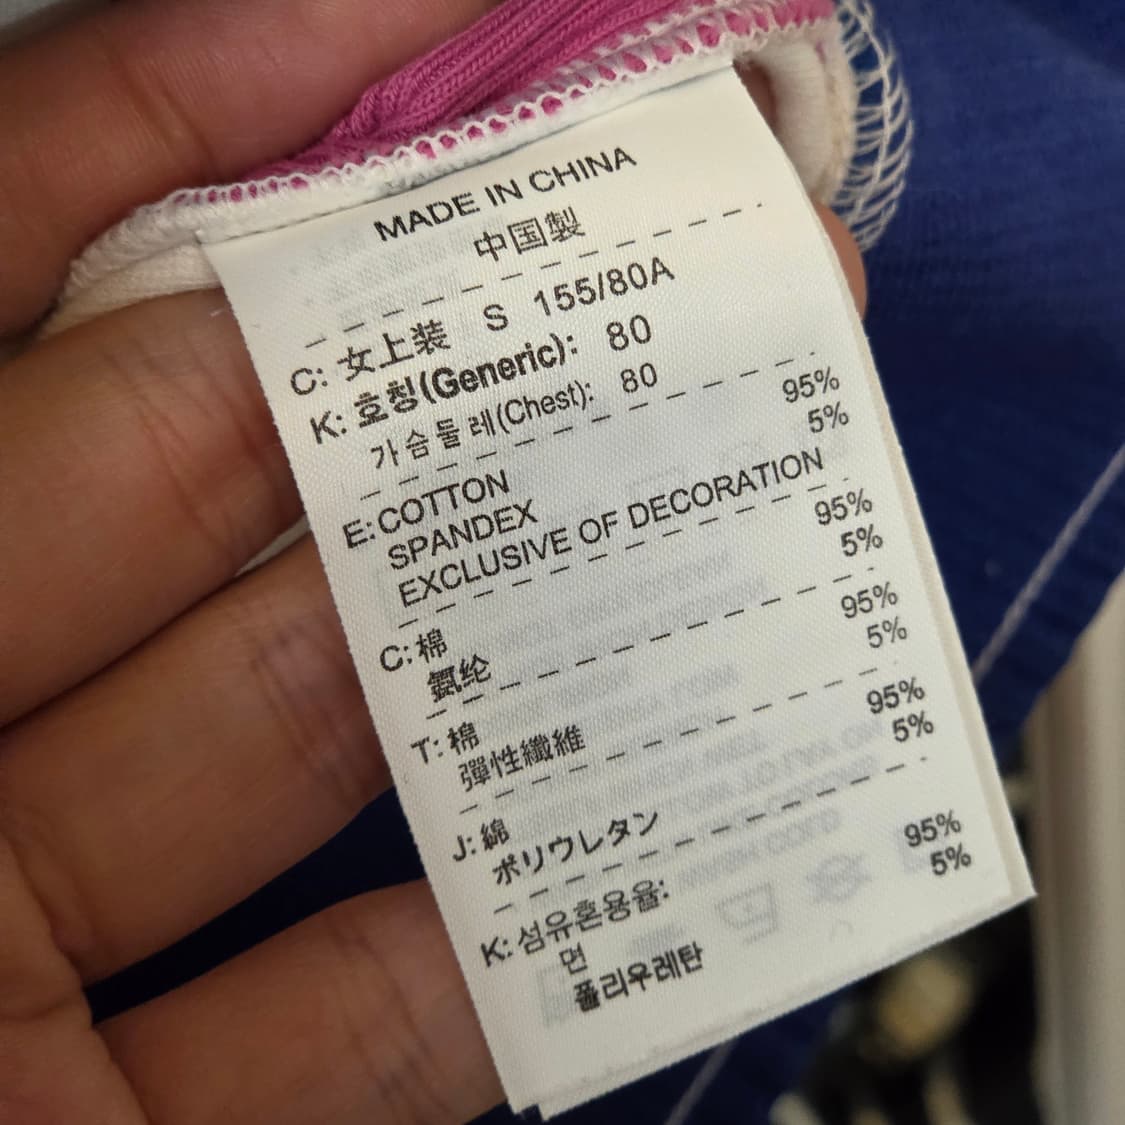 MADE IN CHINA
中国製
C: 女上装 S 155/80A
K: 호칭(Generic): 80
가슴둘레(Chest): 80
E: COTTON 95%
SPANDEX 5%
EXCLUSIVE OF DECORATION
C: 棉 95%
氨纶 5%
T: 棉 95%
彈性纖維 5%
J: 綿 95%
ポリウレタン 5%
K: 섬유혼용율:
면 95%
폴리우레탄 5%